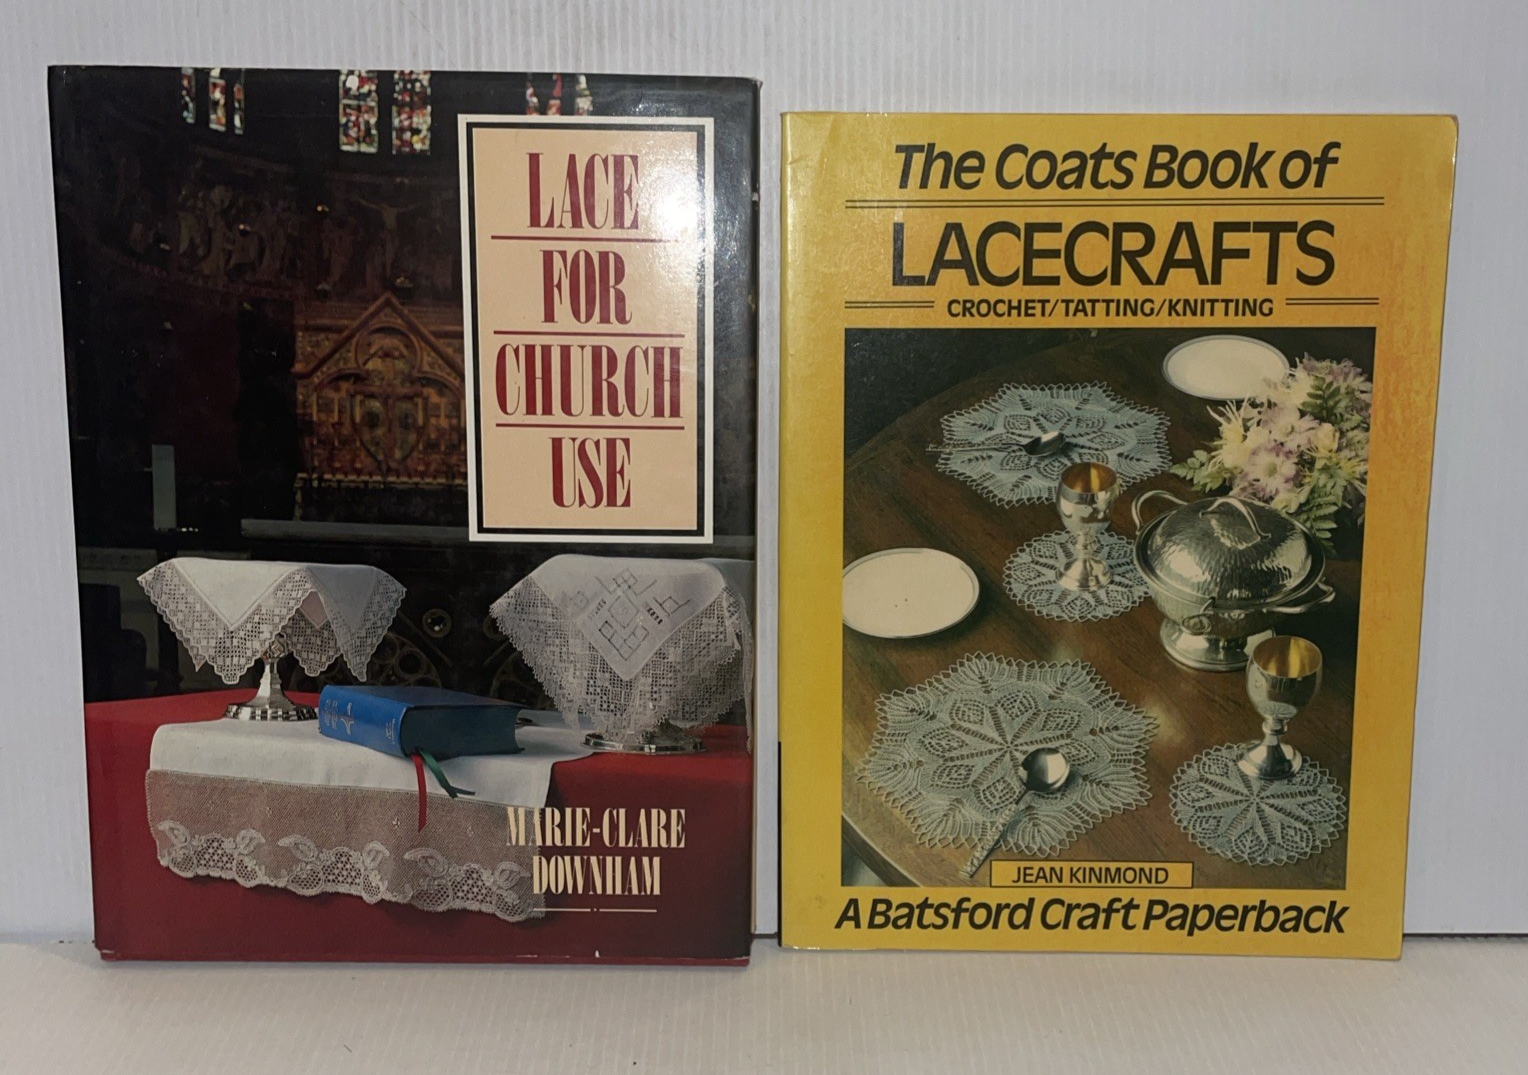 LACE
FOR
CHURCH
USE
MARIE-CLARE
DOWNHAM
The Coats Book of
LACECRAFTS
CROCHET/TATTING/KNITTING
JEAN KINMOND
A Batsford Craft Paperback